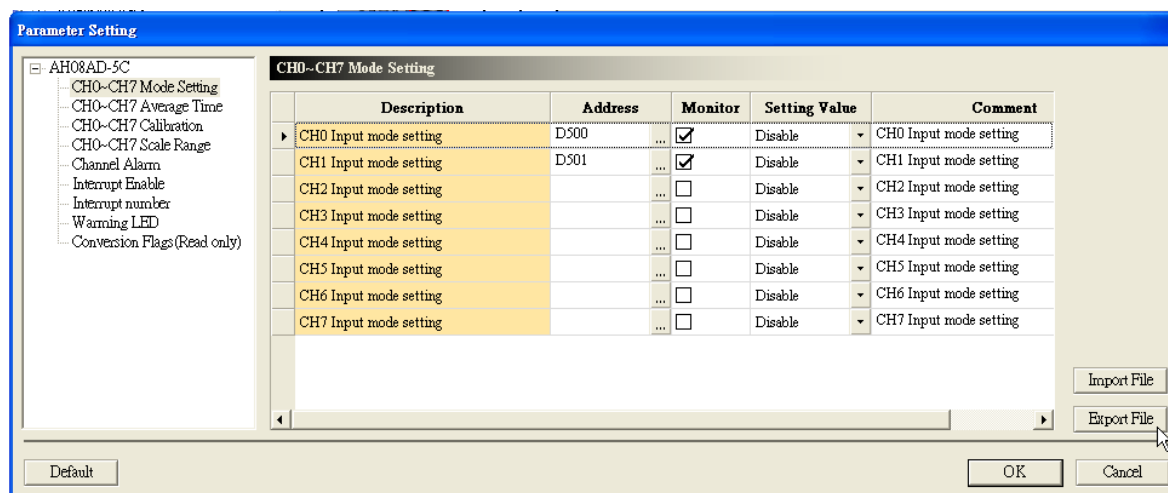 Parameter Setting
AH08AD-5C
CH0~CH7 Mode Setting
CH0~CH7 Average Time
CH0~CH7 Calibration
CH0~CH7 Scale Range
Channel Alarm
Interrupt Enable
Interrupt number
Warning LED
Conversion Flags(Read only)
CH0~CH7 Mode Setting
Description Address Monitor Setting Value Comment
CH0 Input mode setting D500 ... Disable CH0 Input mode setting
CH1 Input mode setting D501 ... Disable CH1 Input mode setting
CH2 Input mode setting ... Disable CH2 Input mode setting
CH3 Input mode setting ... Disable CH3 Input mode setting
CH4 Input mode setting ... Disable CH4 Input mode setting
CH5 Input mode setting ... Disable CH5 Input mode setting
CH6 Input mode setting ... Disable CH6 Input mode setting
CH7 Input mode setting ... Disable CH7 Input mode setting
Import File
Export File
Default OK Cancel